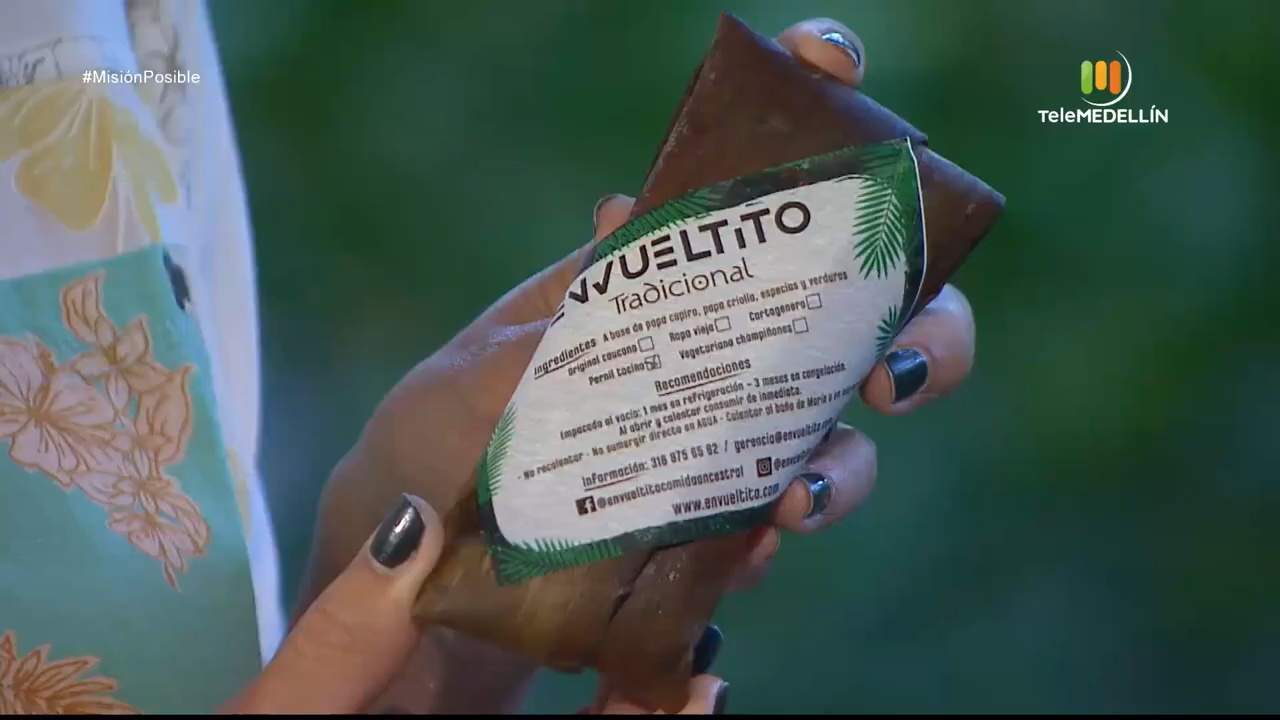 #MisiónPosible
TeleMEDELLÍN
ENVUELTITO
Tradicional
Ingredientes A base de papa capira, papa criolla, especias y verduras
Original caucano Ropa vieja Cartagenero
Pernil tocino Vegetariano champiñones
Recomendaciones
Empacado al vacío: 1 mes en refrigeración - 3 meses en congelación.
Al abrir y calentar consumir de inmediato.
- No recalentar - No sumergir directo en AGUA - Calentar al baño de María o en
Información: 316 975 65 62 / gerencia@envueltito.com
@envueltitocomidaancestral
www.envueltito.com